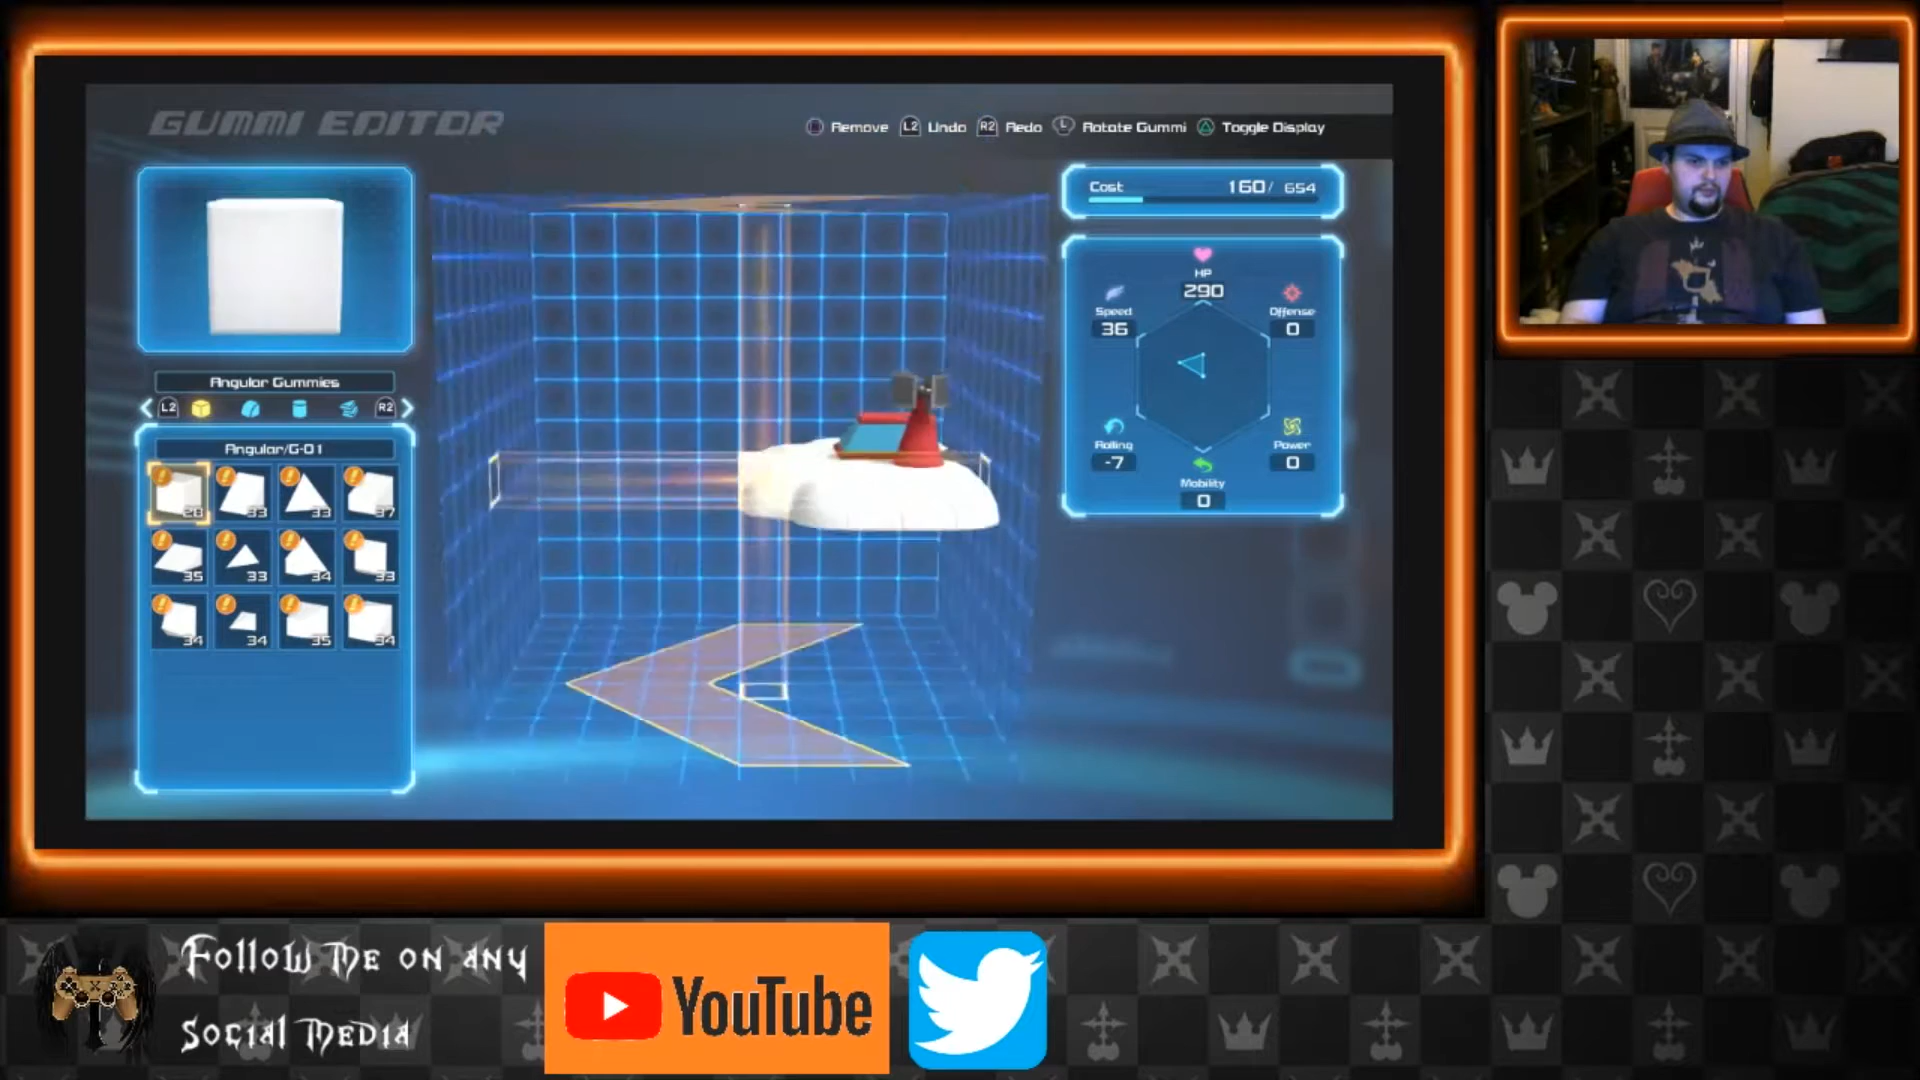 GUMMI EDITOR
Remove L2 Undo R2 Redo L Rotate Gummi Toggle Display
Cost 160/ 654
HP
290
Speed
36
Offense
0
Rolling
-7
Power
0
Mobility
0
Angular Gummies
L2 R2
Angular/G-01
28 33 33 37
35 33 34 33
34 34 35 34
Follow Me on any
Social Media
YouTube